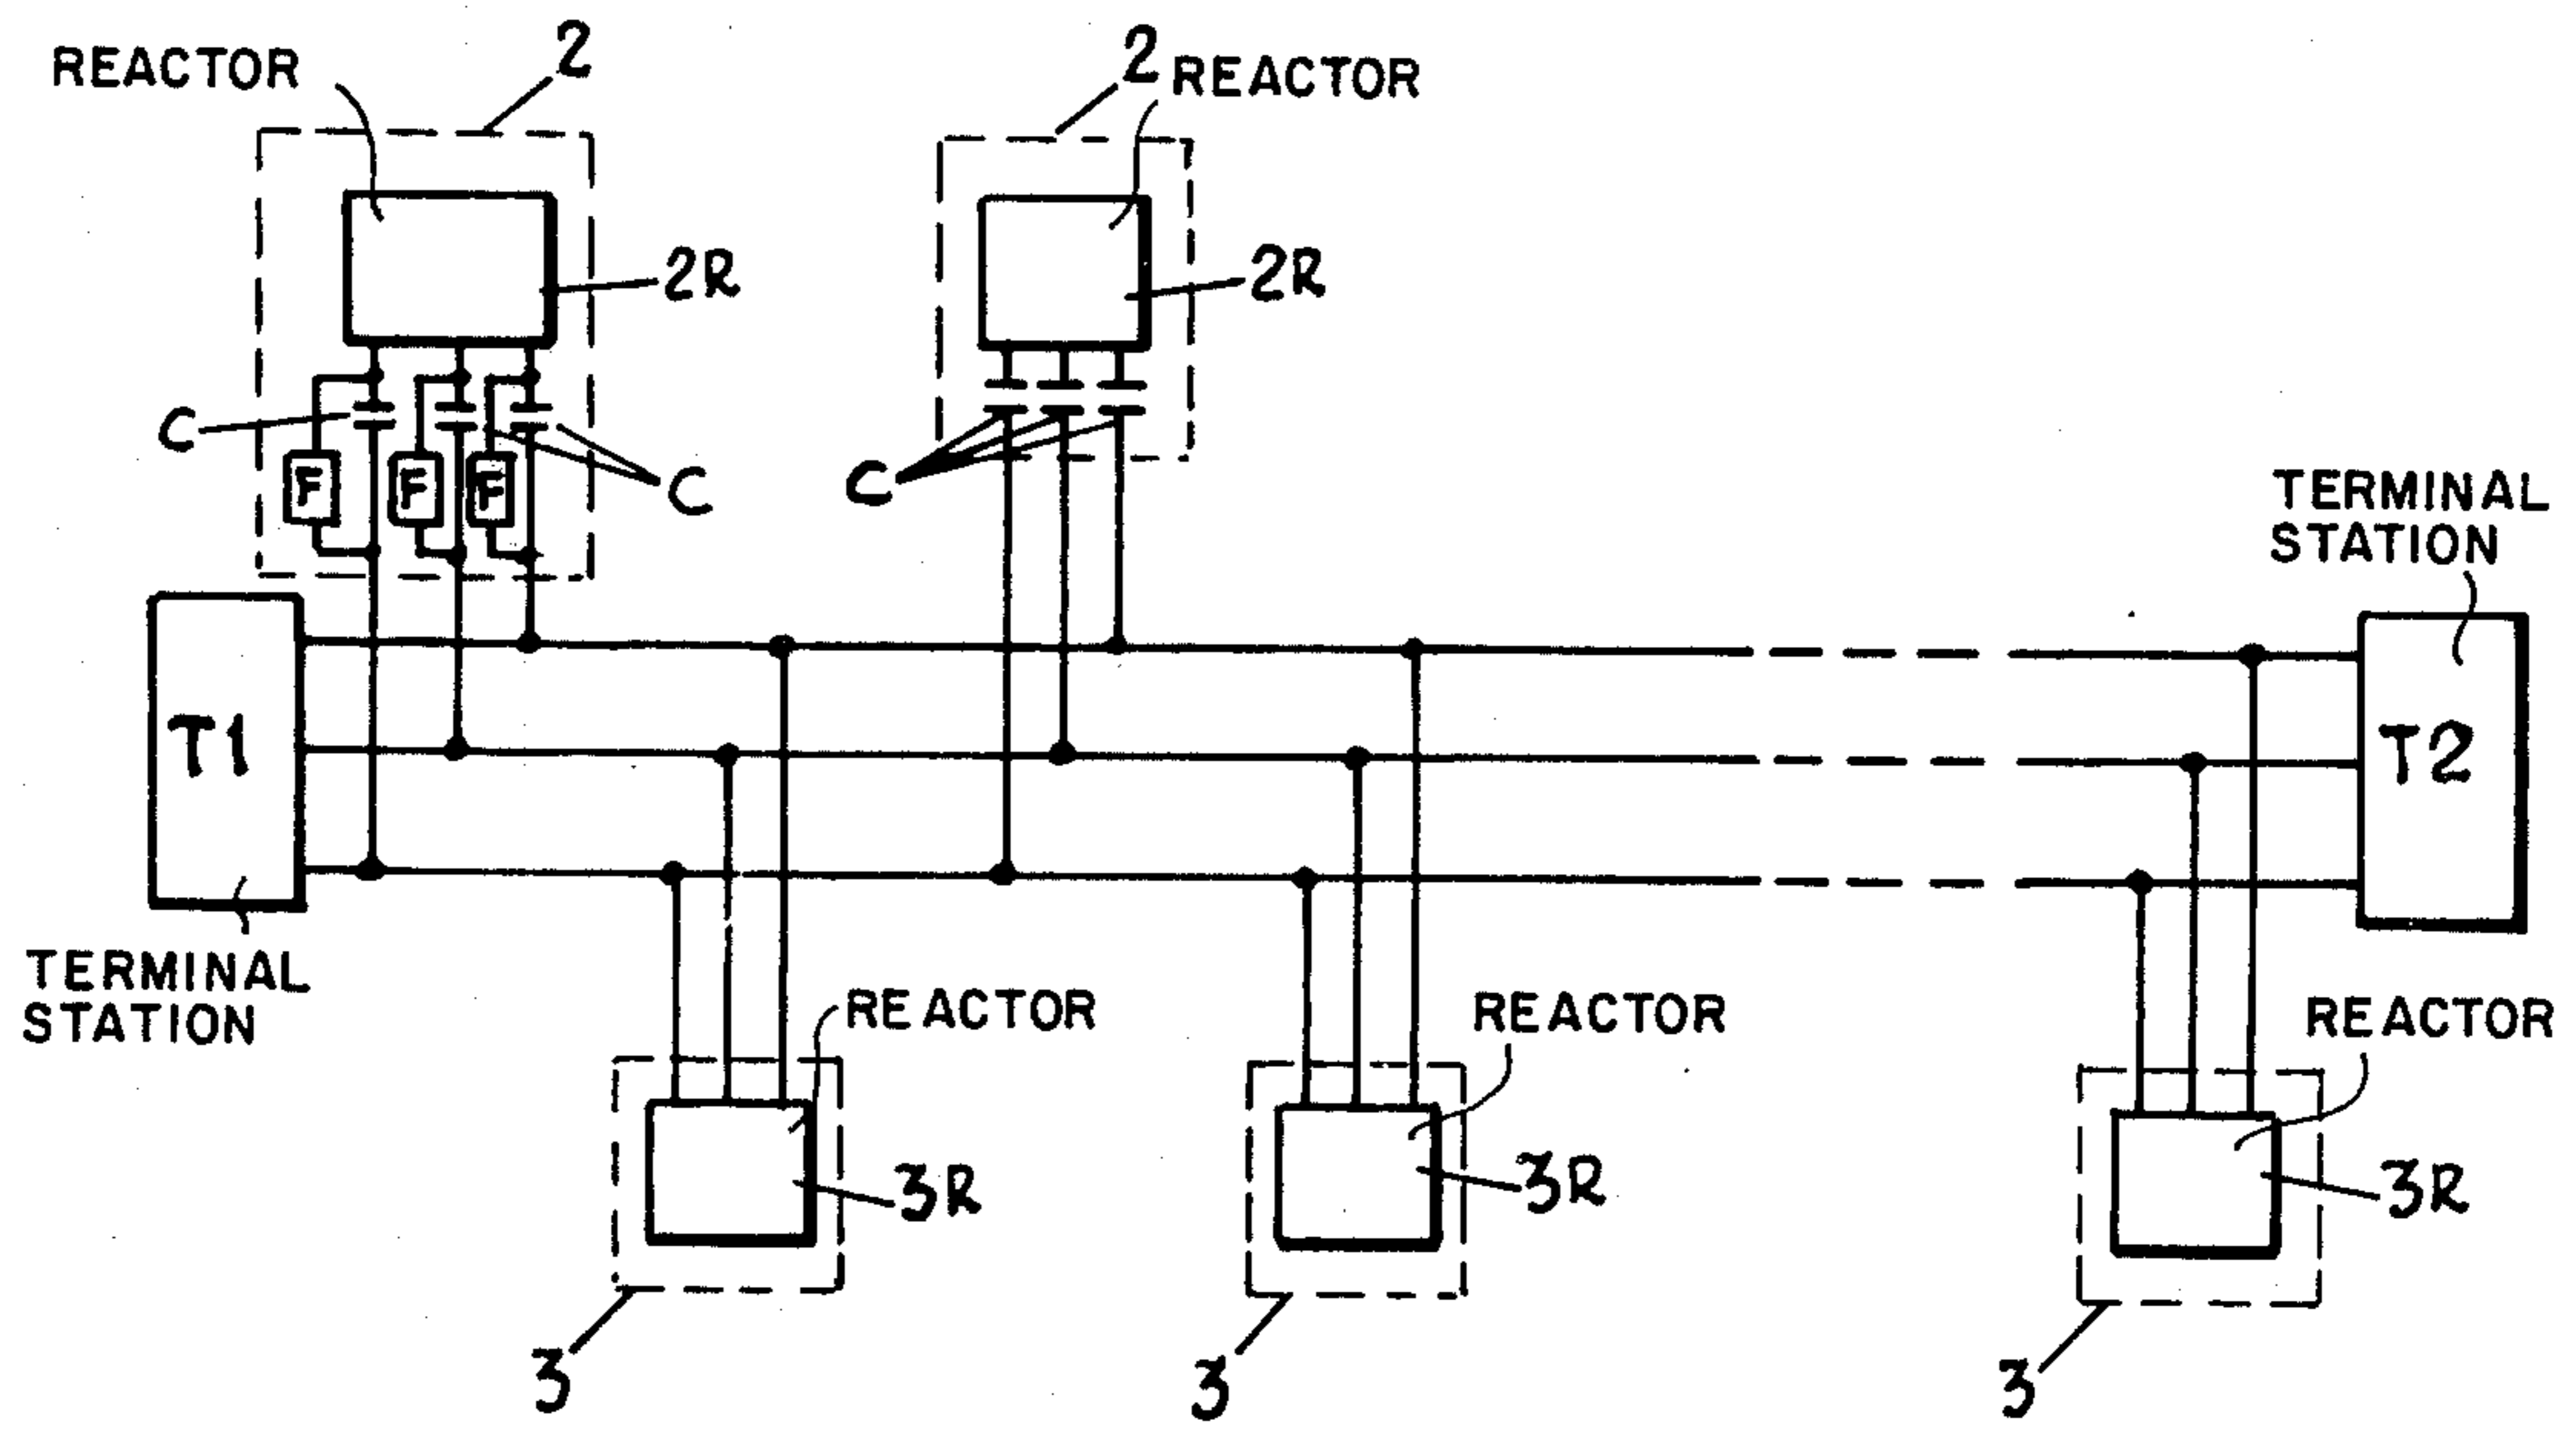 REACTOR
2
2
REACTOR
2R
2R
C
F
F
F
C
C
TERMINAL
STATION
T1
T2
TERMINAL
STATION
REACTOR
REACTOR
REACTOR
3R
3R
3R
3
3
3